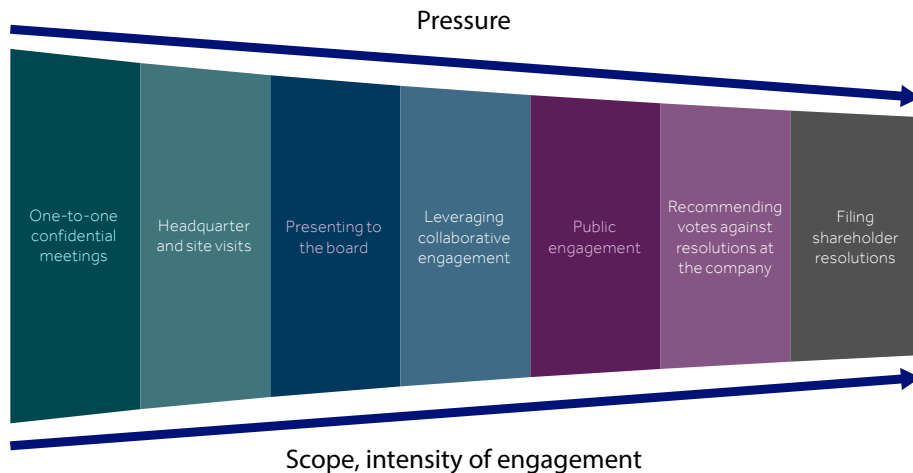 Pressure
One-to-one
confidential
meetings
Headquarter
and site visits
Presenting to
the board
Leveraging
collaborative
engagement
Public
engagement
Recommending
votes against
resolutions at
the company
Filing
shareholder
resolutions
Scope, intensity of engagement